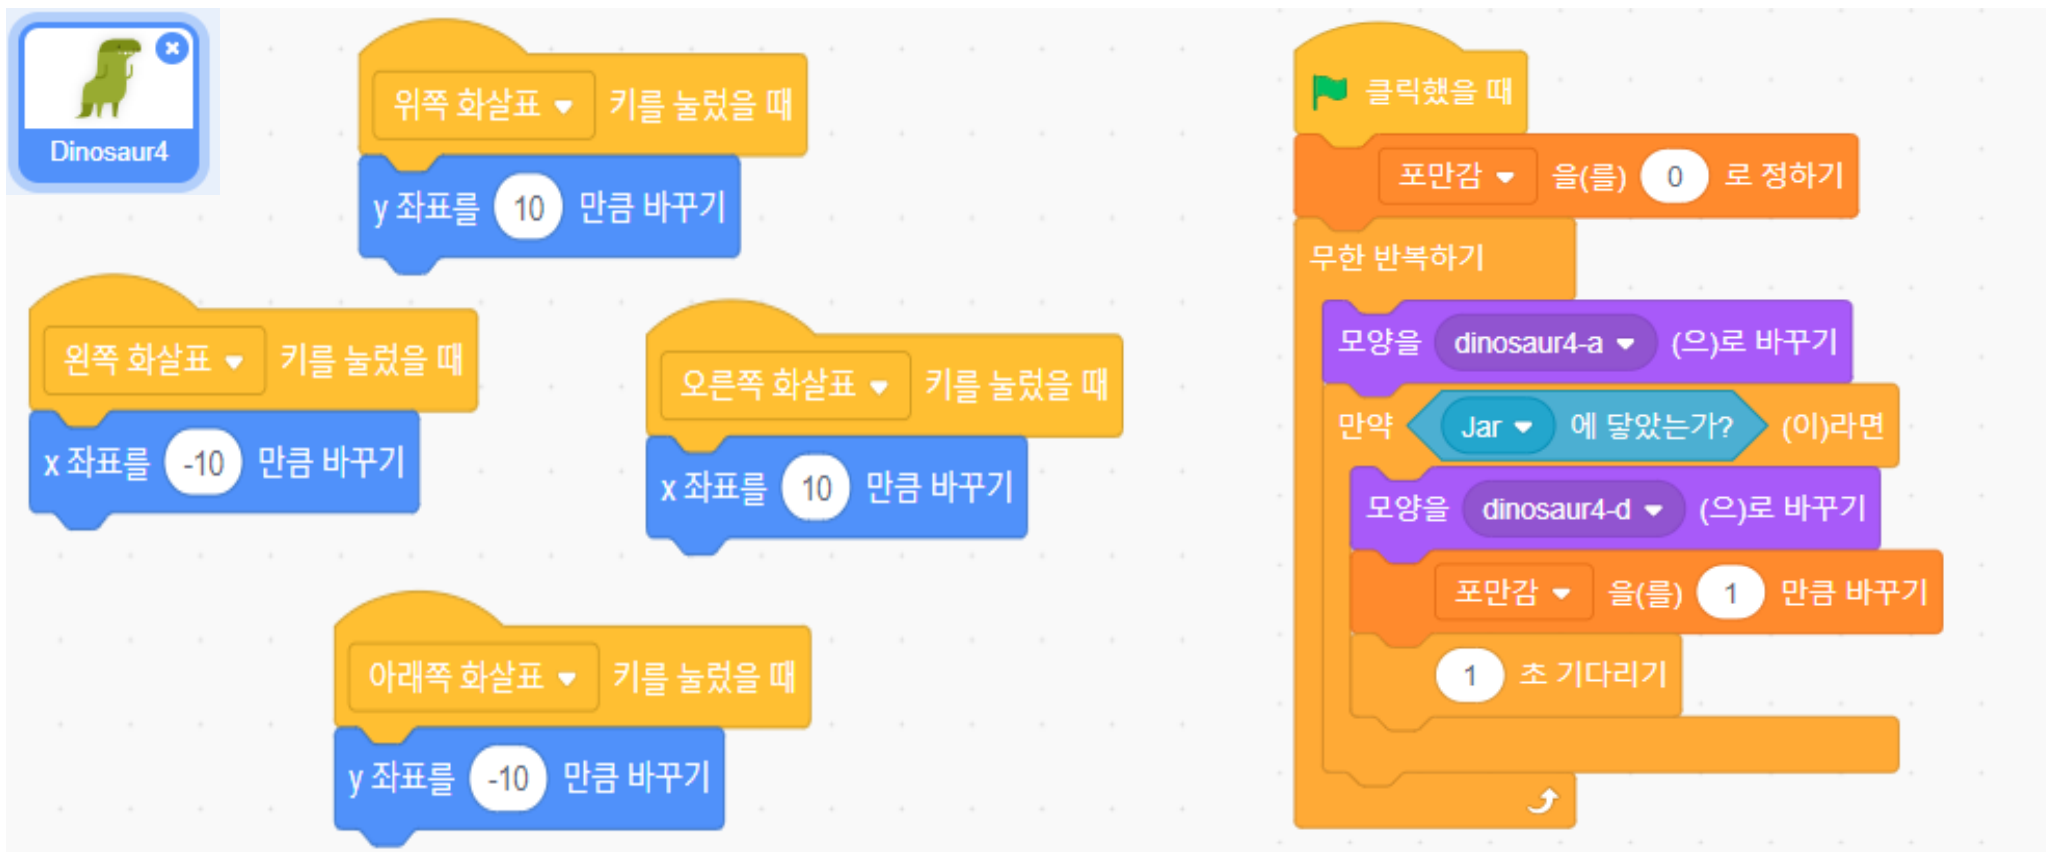 Dinosaur4
위쪽 화살표 키를 눌렀을 때
y 좌표를 10 만큼 바꾸기
왼쪽 화살표 키를 눌렀을 때
x 좌표를 -10 만큼 바꾸기
오른쪽 화살표 키를 눌렀을 때
x 좌표를 10 만큼 바꾸기
아래쪽 화살표 키를 눌렀을 때
y 좌표를 -10 만큼 바꾸기
클릭했을 때
포만감 을(를) 0 로 정하기
무한 반복하기
모양을 dinosaur4-a (으)로 바꾸기
만약 Jar 에 닿았는가? (이)라면
모양을 dinosaur4-d (으)로 바꾸기
포만감 을(를) 1 만큼 바꾸기
1 초 기다리기